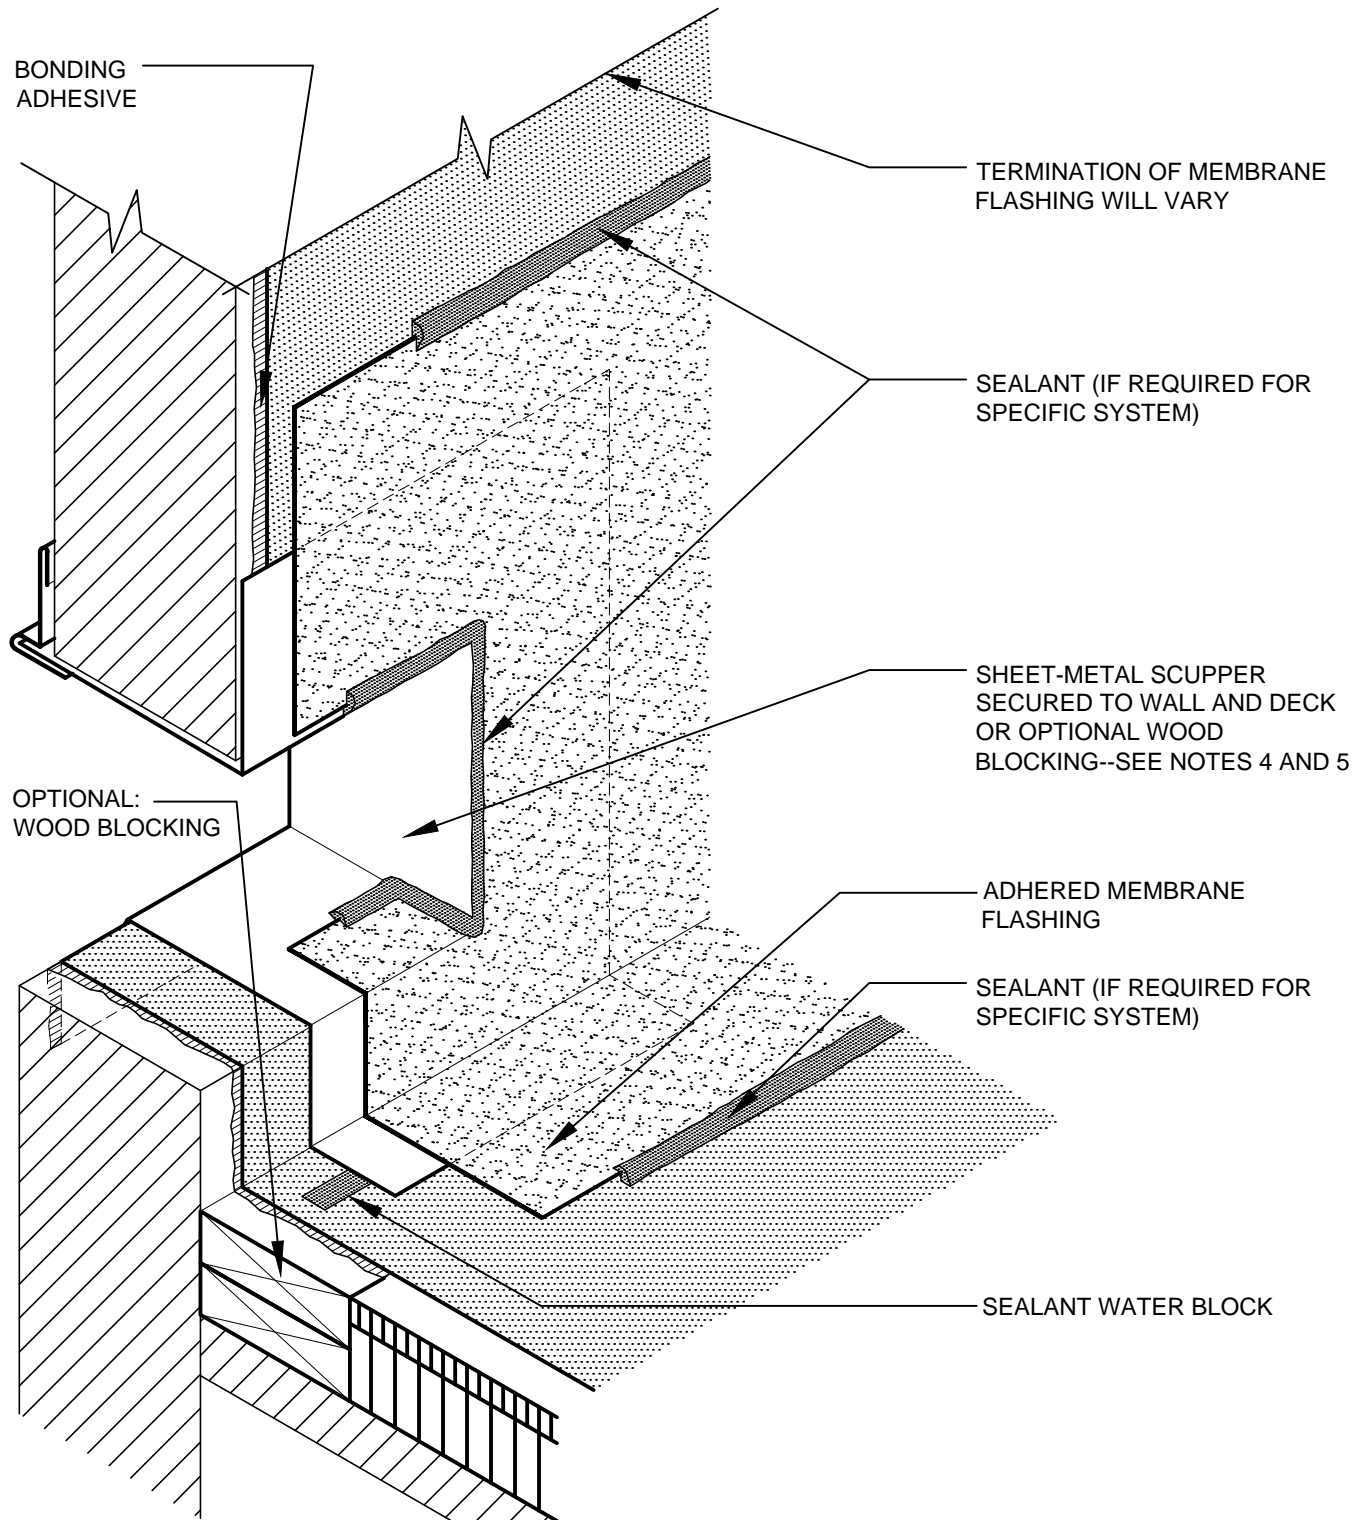 BONDING
ADHESIVE
TERMINATION OF MEMBRANE
FLASHING WILL VARY
SEALANT (IF REQUIRED FOR
SPECIFIC SYSTEM)
SHEET-METAL SCUPPER
SECURED TO WALL AND DECK
OR OPTIONAL WOOD
BLOCKING--SEE NOTES 4 AND 5
OPTIONAL:
WOOD BLOCKING
ADHERED MEMBRANE
FLASHING
SEALANT (IF REQUIRED FOR
SPECIFIC SYSTEM)
SEALANT WATER BLOCK